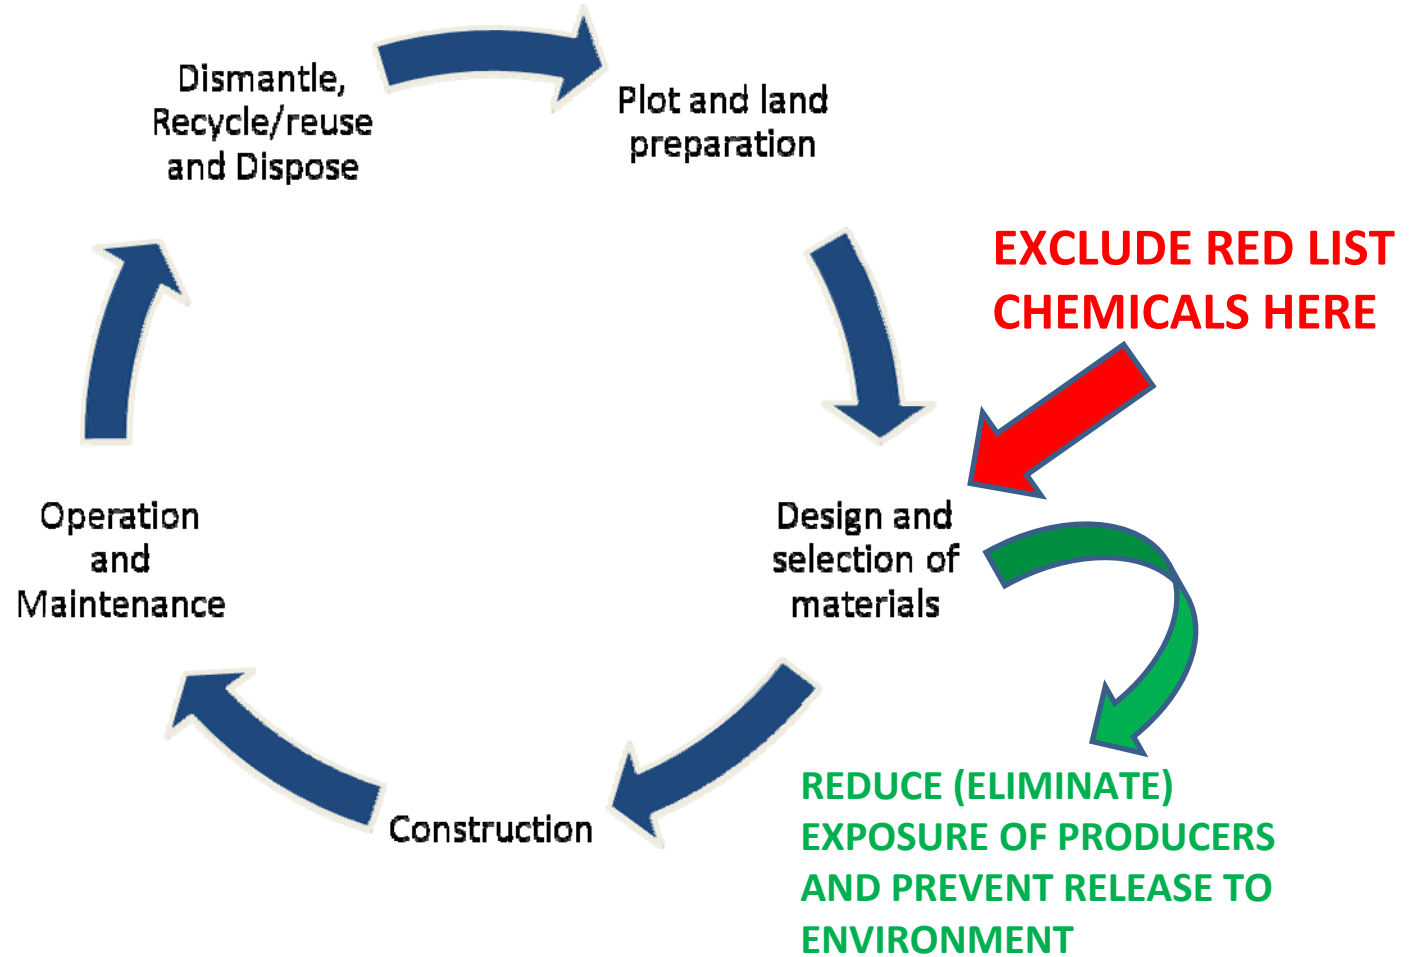 Dismantle,
Recycle/reuse
and Dispose
Plot and land
preparation
EXCLUDE RED LIST
CHEMICALS HERE
Design and
selection of
materials
REDUCE (ELIMINATE)
EXPOSURE OF PRODUCERS
AND PREVENT RELEASE TO
ENVIRONMENT
Construction
Operation
and
Maintenance